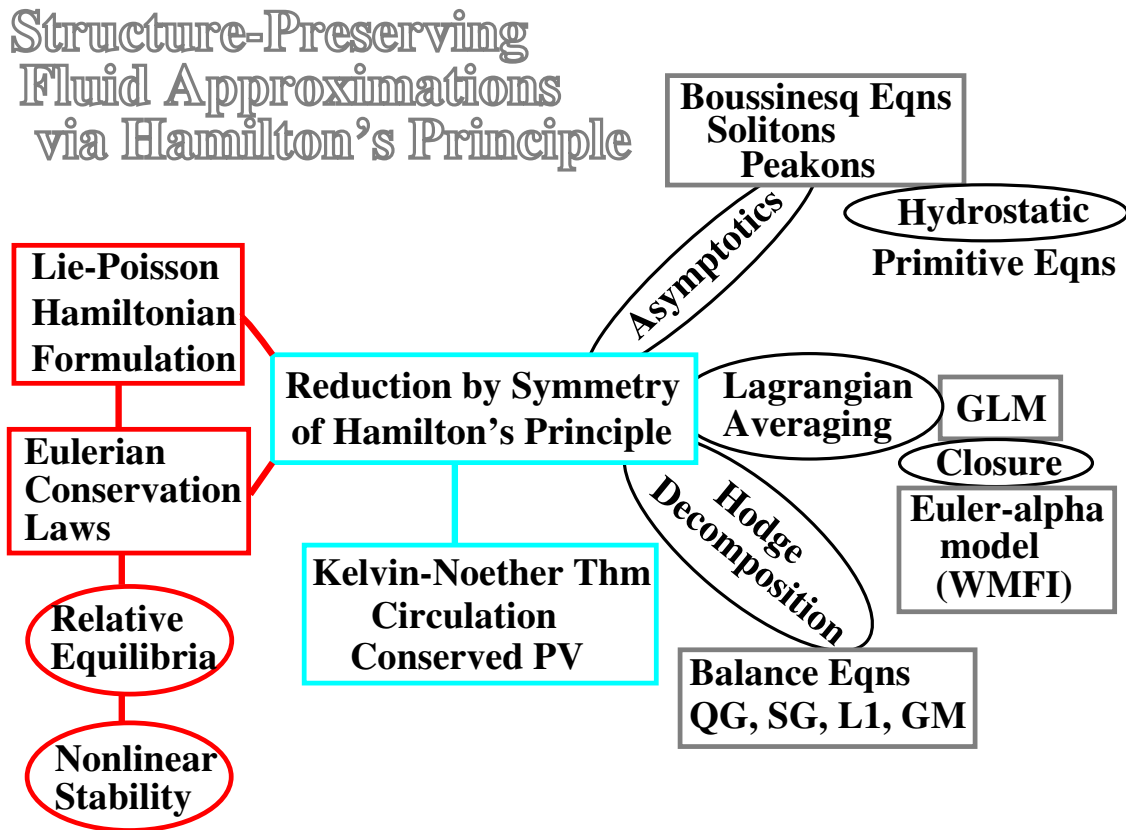 Structure-Preserving
Fluid Approximations
via Hamilton's Principle
Boussinesq Eqns
Solitons
Peakons
Hydrostatic
Primitive Eqns
Asymptotics
Lie-Poisson
Hamiltonian
Formulation
Reduction by Symmetry
of Hamilton's Principle
Lagrangian
Averaging
GLM
Closure
Euler-alpha
model
(WMFI)
Eulerian
Conservation
Laws
Hodge
Decomposition
Kelvin-Noether Thm
Circulation
Conserved PV
Relative
Equilibria
Balance Eqns
QG, SG, L1, GM
Nonlinear
Stability